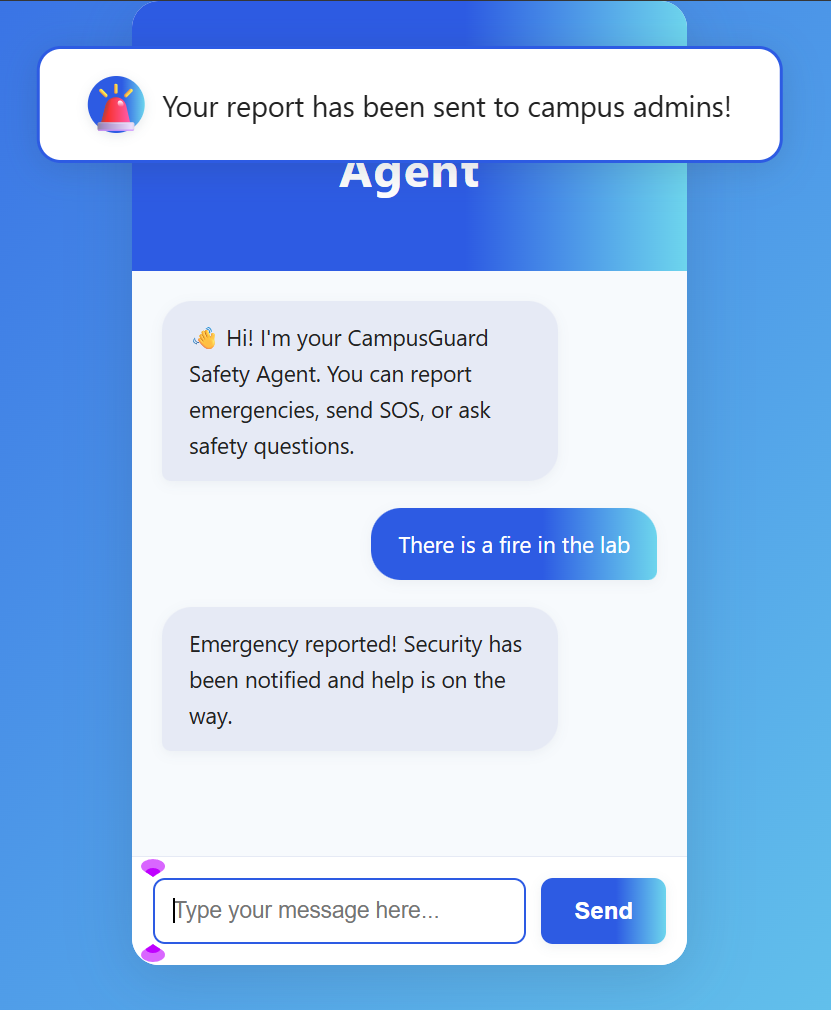 Your report has been sent to campus admins!
Agent
👋 Hi! I'm your CampusGuard
Safety Agent. You can report
emergencies, send SOS, or ask
safety questions.
There is a fire in the lab
Emergency reported! Security has
been notified and help is on the
way.
Type your message here...
Send